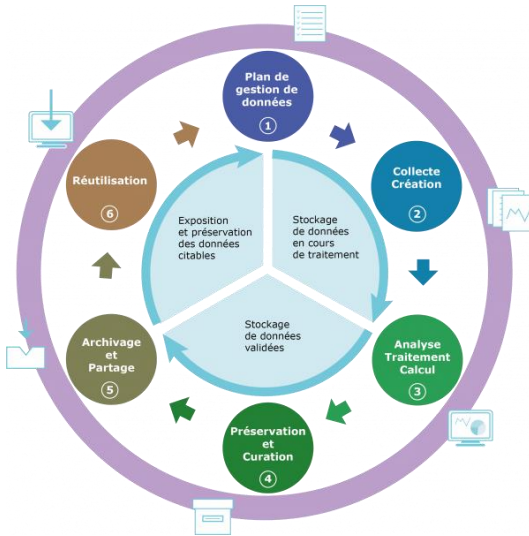 Plan de
gestion de
données
1
Collecte
Création
2
Analyse
Traitement
Calcul
3
Préservation
et
Curation
4
Archivage
et
Partage
5
Réutilisation
6
Exposition
et préservation
des données
citables
Stockage
de données
en cours
de traitement
Stockage
de données
validées